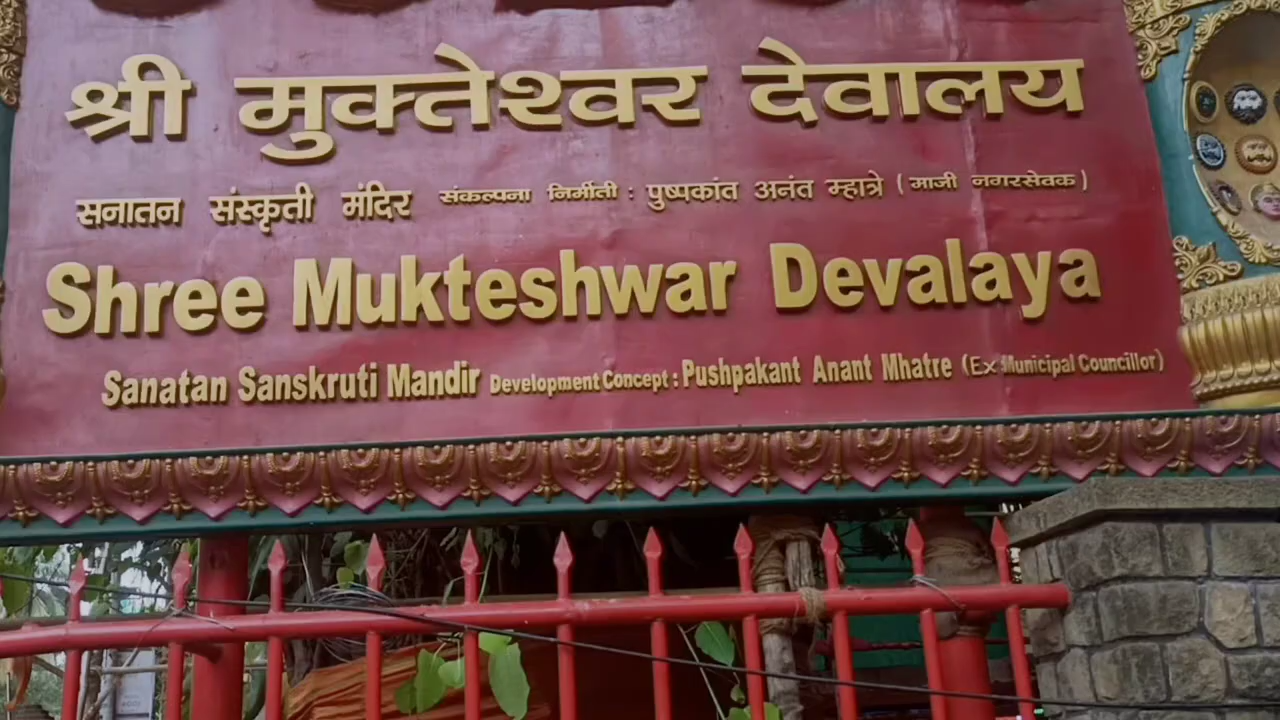 श्री मुक्तेश्वर देवालय
सनातन संस्कृती मंदिर संकल्पना निर्मीती : पुष्पकांत अनंत म्हात्रे ( माजी नगरसेवक )
Shree Mukteshwar Devalaya
Sanatan Sanskruti Mandir Development Concept : Pushpakant Anant Mhatre (Ex Municipal Councillor)